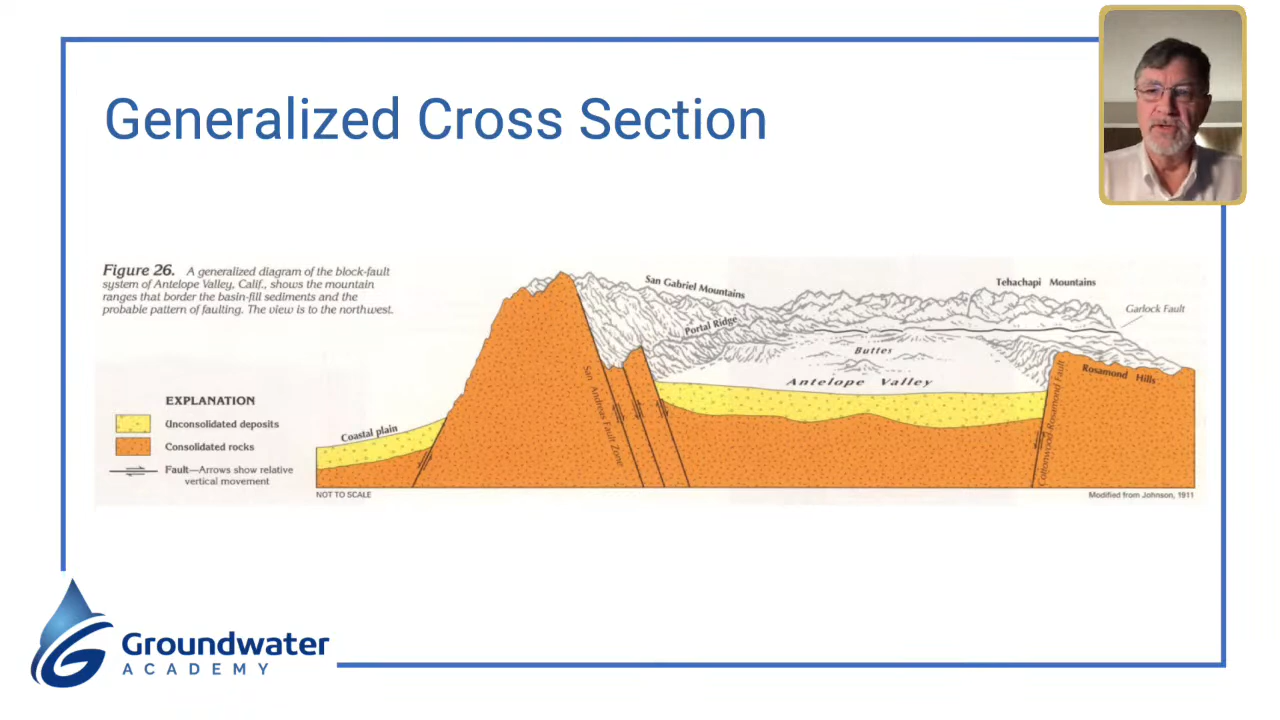 Generalized Cross Section
Figure 26. A generalized diagram of the block-fault
system of Antelope Valley, Calif., shows the mountain
ranges that border the basin-fill sediments and the
probable pattern of faulting. The view is to the northwest.
San Gabriel Mountains
Tehachapi Mountains
Garlock Fault
Portal Ridge
Buttes
Antelope Valley
Rosamond Hills
San Andreas Fault Zone
Cottonwood Rosamond Fault
Coastal plain
EXPLANATION
Unconsolidated deposits
Consolidated rocks
Fault—Arrows show relative
vertical movement
NOT TO SCALE
Modified from Johnson, 1911
Groundwater
ACADEMY